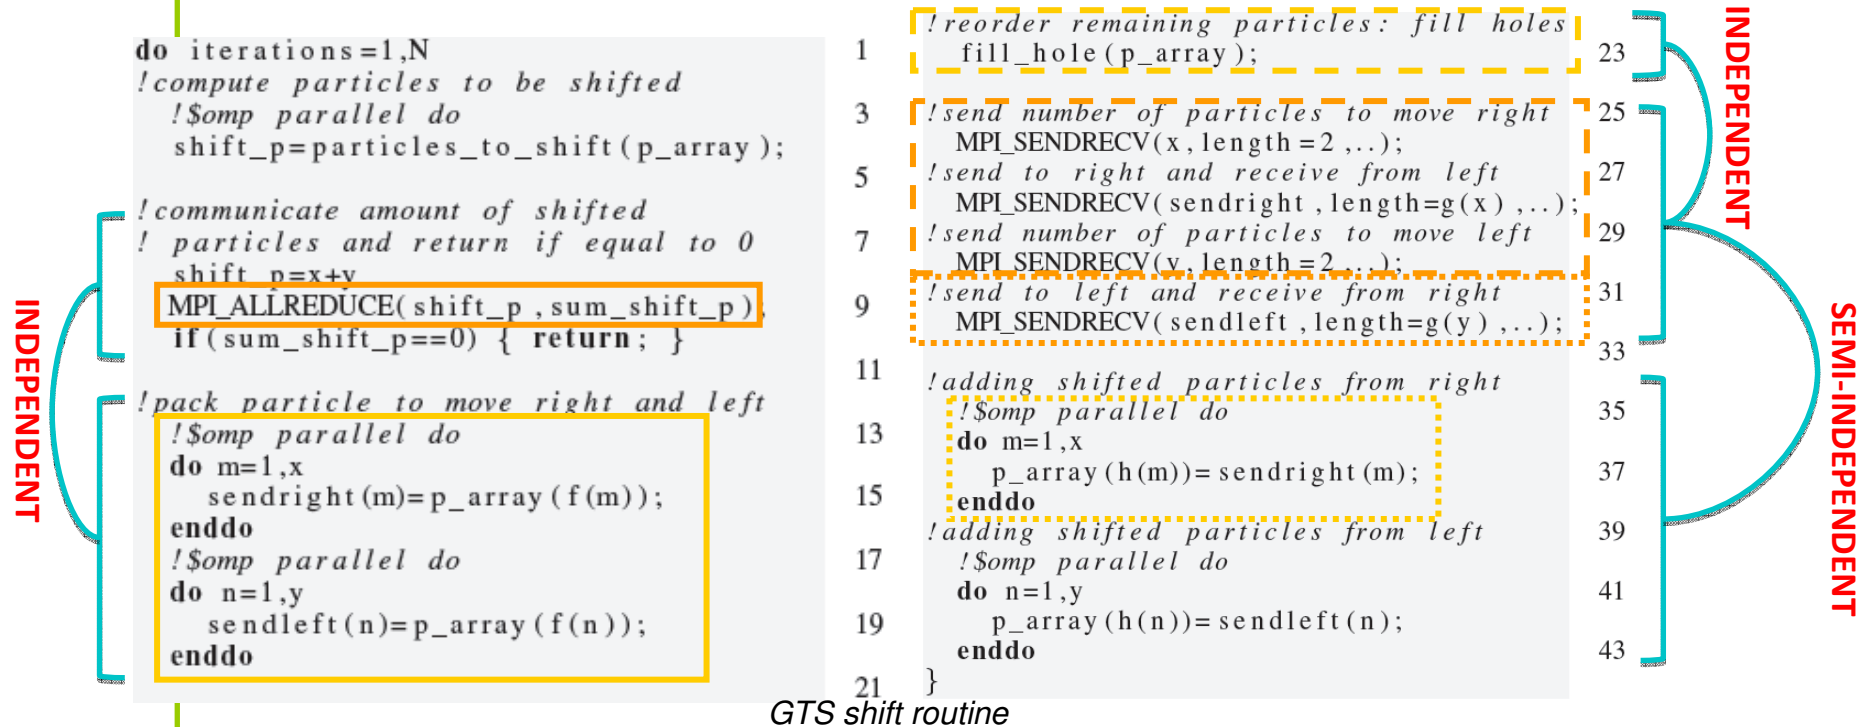 do iterations=1,N
!compute particles to be shifted
!$omp parallel do
shift_p=particles_to_shift(p_array);
!communicate amount of shifted
! particles and return if equal to 0
shift_p=x+y
MPI_ALLREDUCE(shift_p ,sum_shift_p);
if(sum_shift_p==0) { return; }
!pack particle to move right and left
!$omp parallel do
do m=1,x
sendright(m)=p_array(f(m));
enddo
!$omp parallel do
do n=1,y
sendleft(n)=p_array(f(n));
enddo
1
3
5
7
9
11
13
15
17
19
21
INDEPENDENT
!reorder remaining particles: fill holes
fill_hole(p_array);
!send number of particles to move right
MPI_SENDRECV(x,length=2,..);
!send to right and receive from left
MPI_SENDRECV(sendright,length=g(x),..);
!send number of particles to move left
MPI_SENDRECV(y,length=2,..);
!send to left and receive from right
MPI_SENDRECV(sendleft,length=g(y),..);
!adding shifted particles from right
!$omp parallel do
do m=1,x
p_array(h(m))=sendright(m);
enddo
!adding shifted particles from left
!$omp parallel do
do n=1,y
p_array(h(n))=sendleft(n);
enddo
}
23
25
27
29
31
33
35
37
39
41
43
INDEPENDENT
SEMI-INDEPENDENT
GTS shift routine